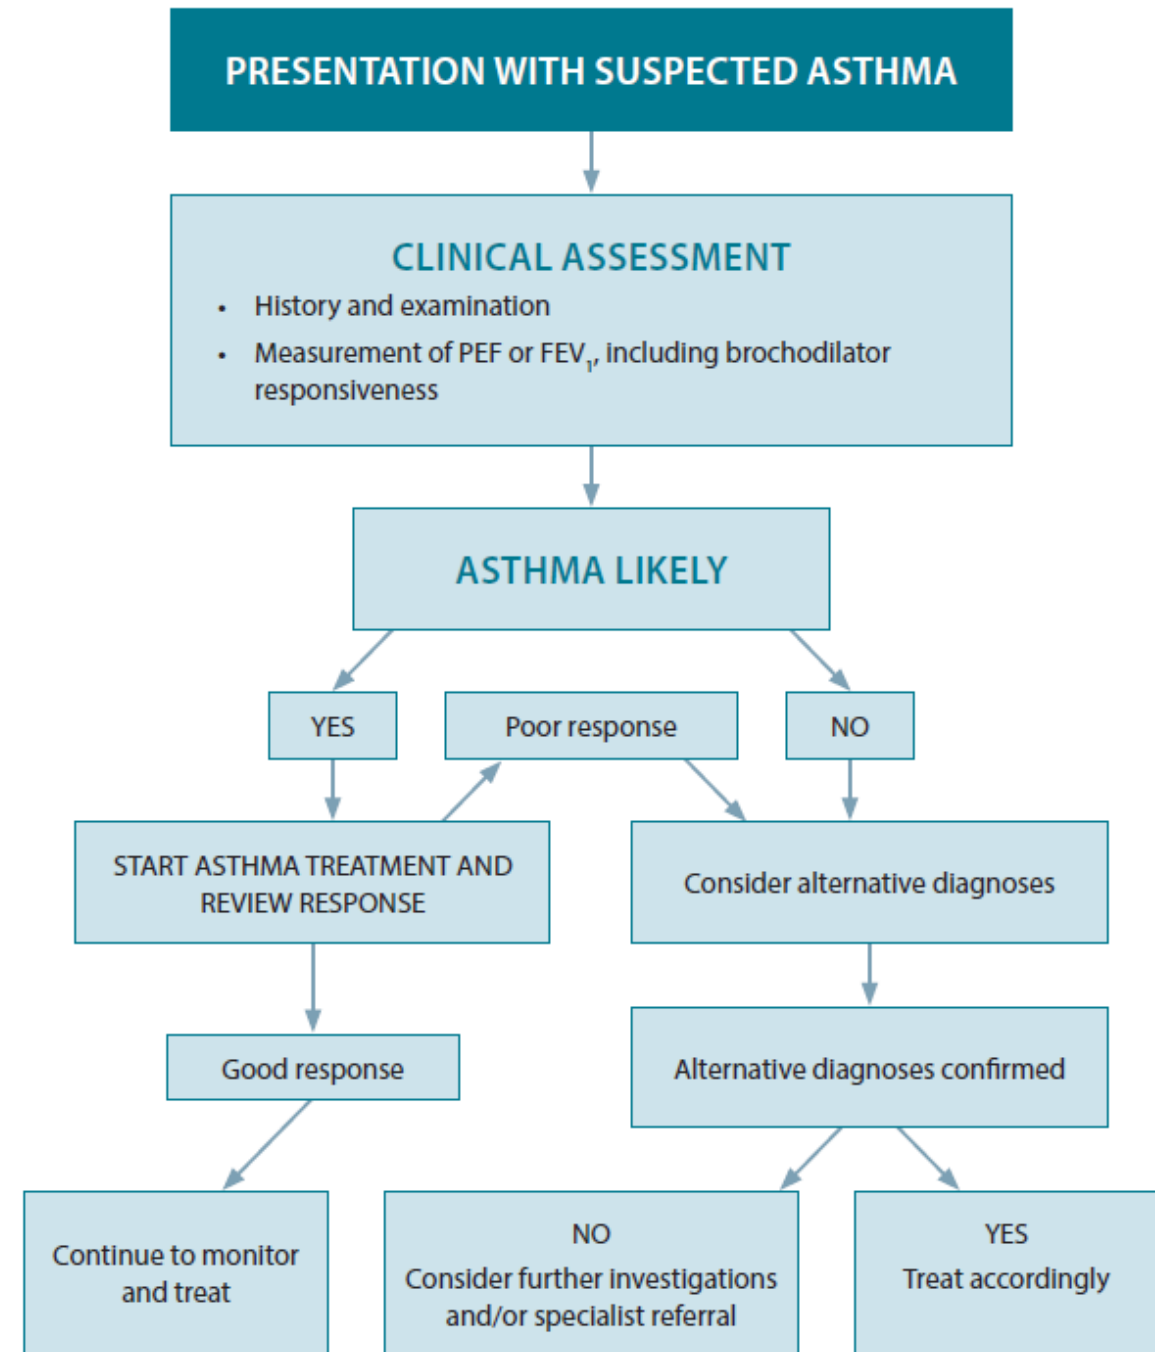 PRESENTATION WITH SUSPECTED ASTHMA
CLINICAL ASSESSMENT
• History and examination
• Measurement of PEF or FEV₁, including brochodilator
responsiveness
ASTHMA LIKELY
YES
Poor response
NO
START ASTHMA TREATMENT AND
REVIEW RESPONSE
Consider alternative diagnoses
Good response
Alternative diagnoses confirmed
Continue to monitor
and treat
NO
Consider further investigations
and/or specialist referral
YES
Treat accordingly